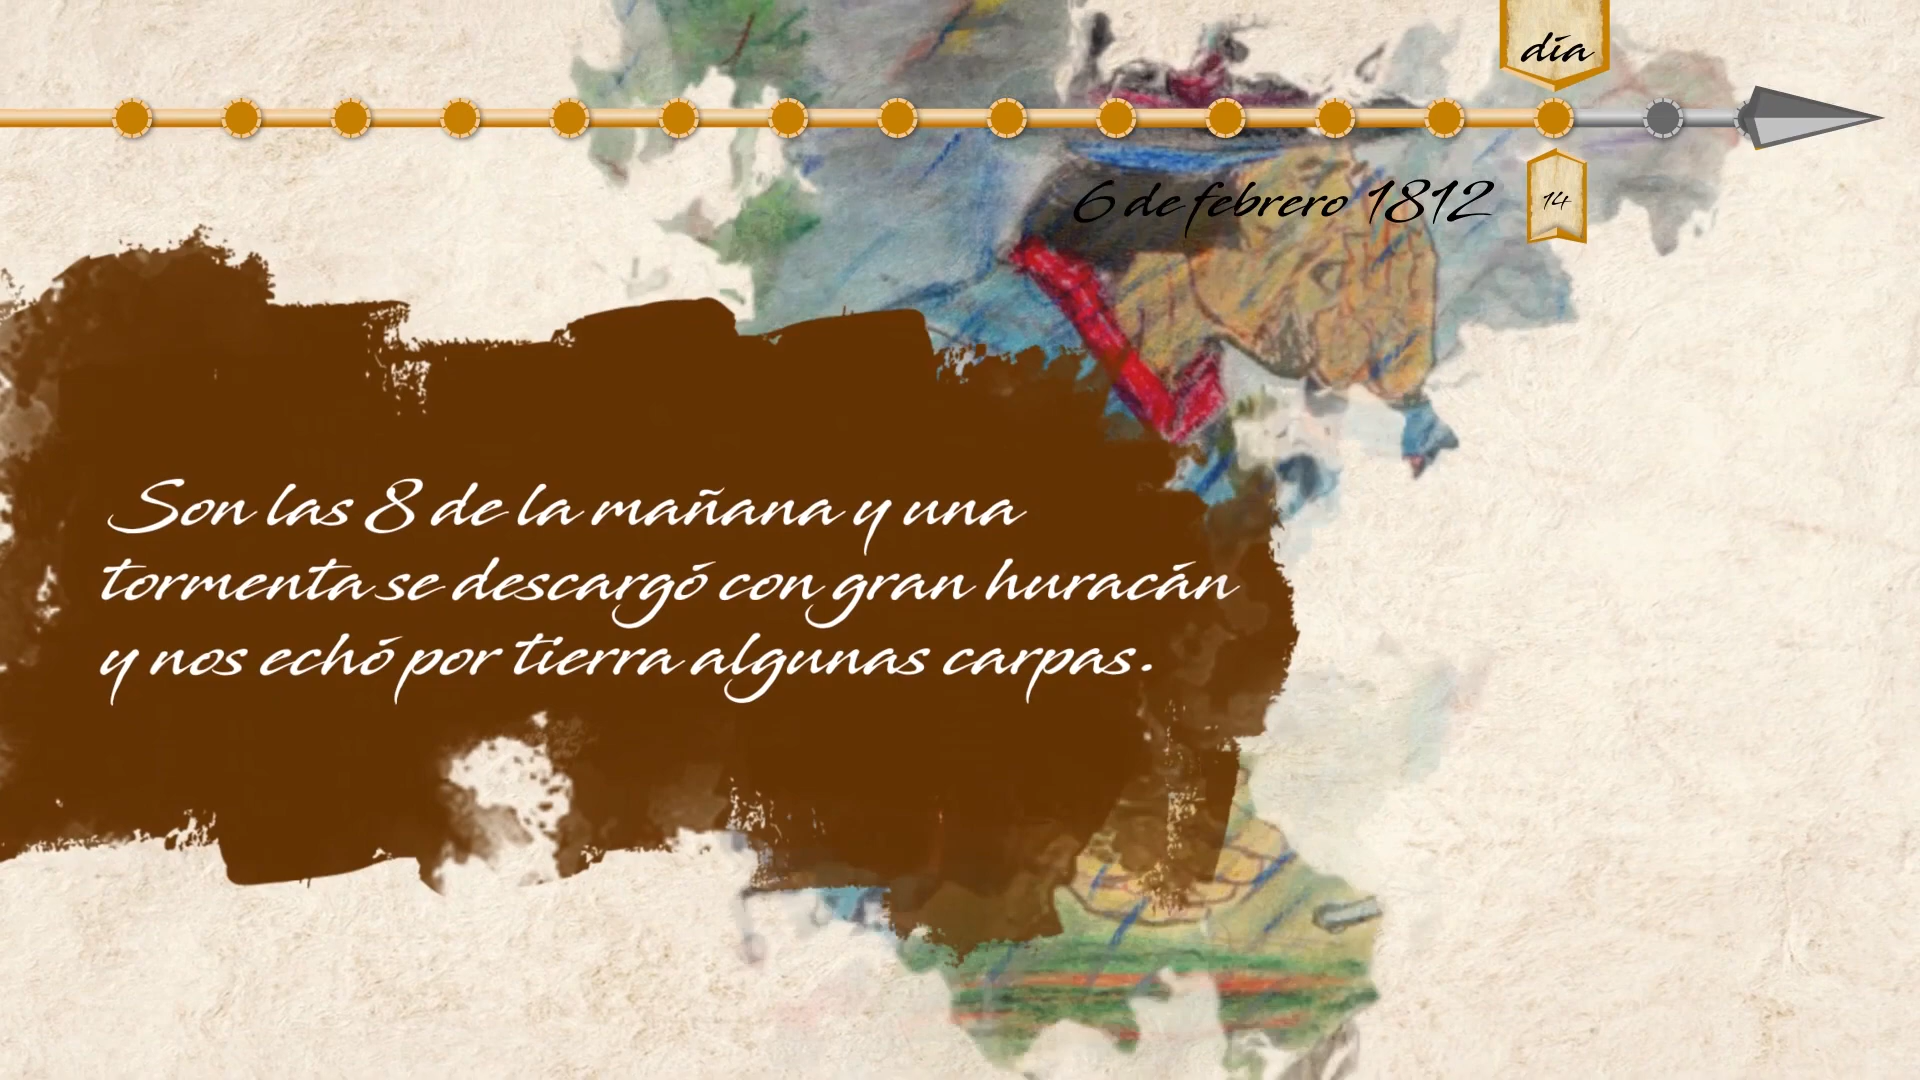 día
6 de febrero 1812
14
Son las 8 de la mañana y una
tormenta se descargó con gran huracán
y nos echó por tierra algunas carpas.